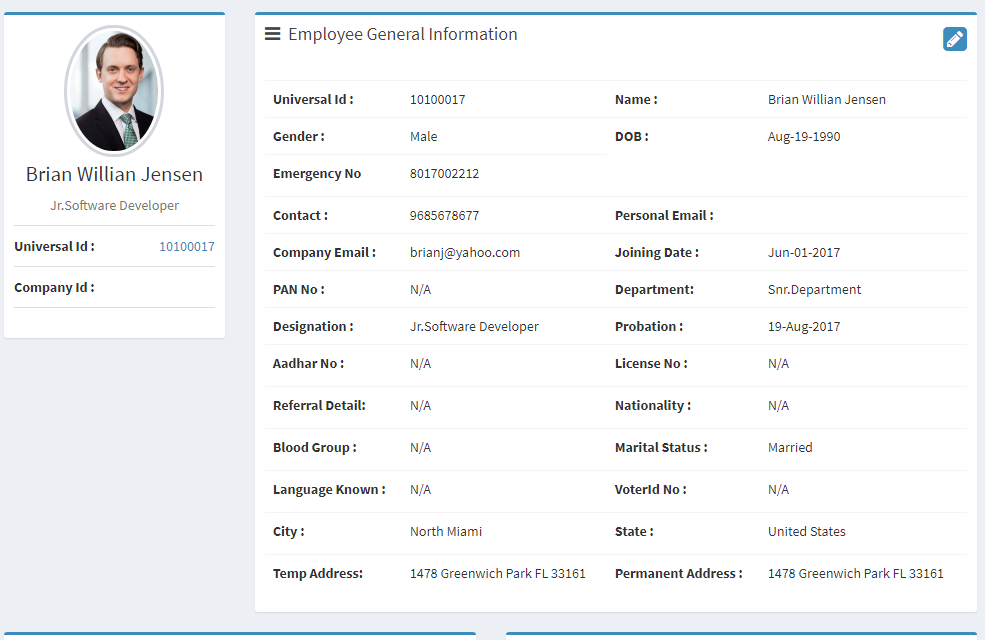 Brian Willian Jensen
Jr.Software Developer
Universal Id : 10100017
Company Id :
Employee General Information
Universal Id : 10100017 Name : Brian Willian Jensen
Gender : Male DOB : Aug-19-1990
Emergency No 8017002212
Contact : 9685678677 Personal Email :
Company Email : brianj@yahoo.com Joining Date : Jun-01-2017
PAN No : N/A Department: Snr.Department
Designation : Jr.Software Developer Probation : 19-Aug-2017
Aadhar No : N/A License No : N/A
Referral Detail: N/A Nationality : N/A
Blood Group : N/A Marital Status : Married
Language Known : N/A VoterId No : N/A
City : North Miami State : United States
Temp Address: 1478 Greenwich Park FL 33161 Permanent Address : 1478 Greenwich Park FL 33161